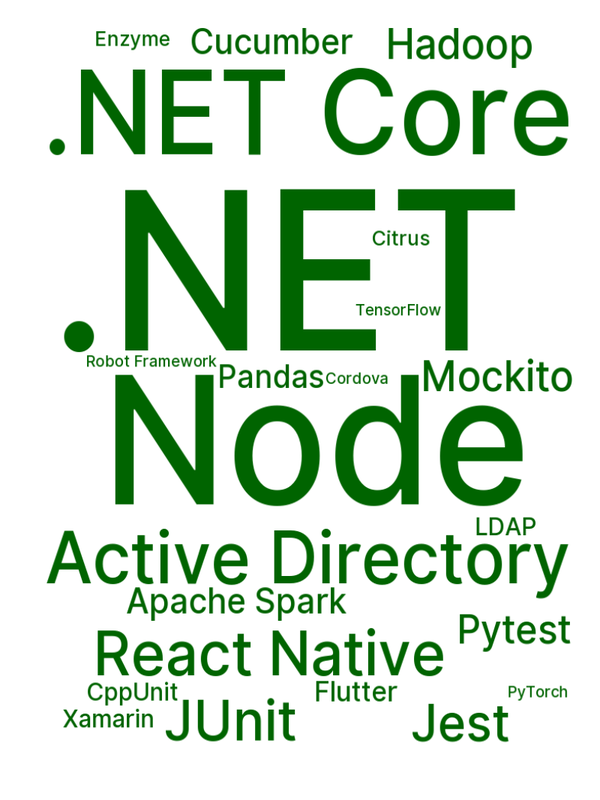 Enzyme
Cucumber
Hadoop
.NET Core
.NET
Citrus
TensorFlow
Robot Framework
Pandas
Cordova
Mockito
Node
LDAP
Active Directory
Apache Spark
Pytest
React Native
CppUnit
Flutter
PyTorch
Xamarin
JUnit
Jest